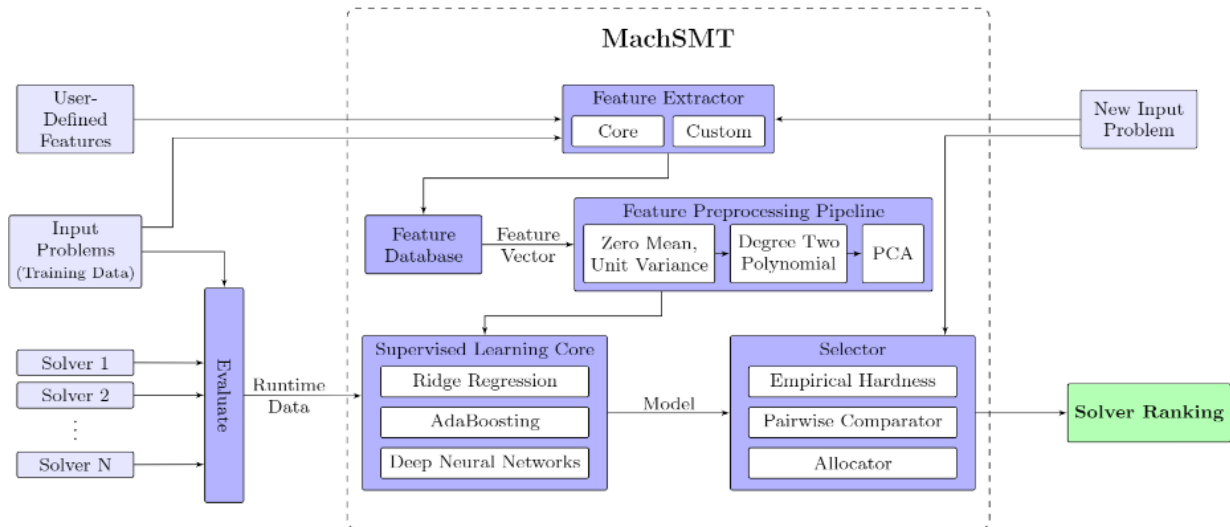 MachSMT
User-
Defined
Features
Feature Extractor
Core
Custom
New Input
Problem
Input
Problems
(Training Data)
Feature
Database
Feature
Vector
Feature Preprocessing Pipeline
Zero Mean,
Unit Variance
Degree Two
Polynomial
PCA
Solver 1
Solver 2
⋮
Solver N
Evaluate
Runtime
Data
Supervised Learning Core
Ridge Regression
AdaBoosting
Deep Neural Networks
Model
Selector
Empirical Hardness
Pairwise Comparator
Allocator
Solver Ranking